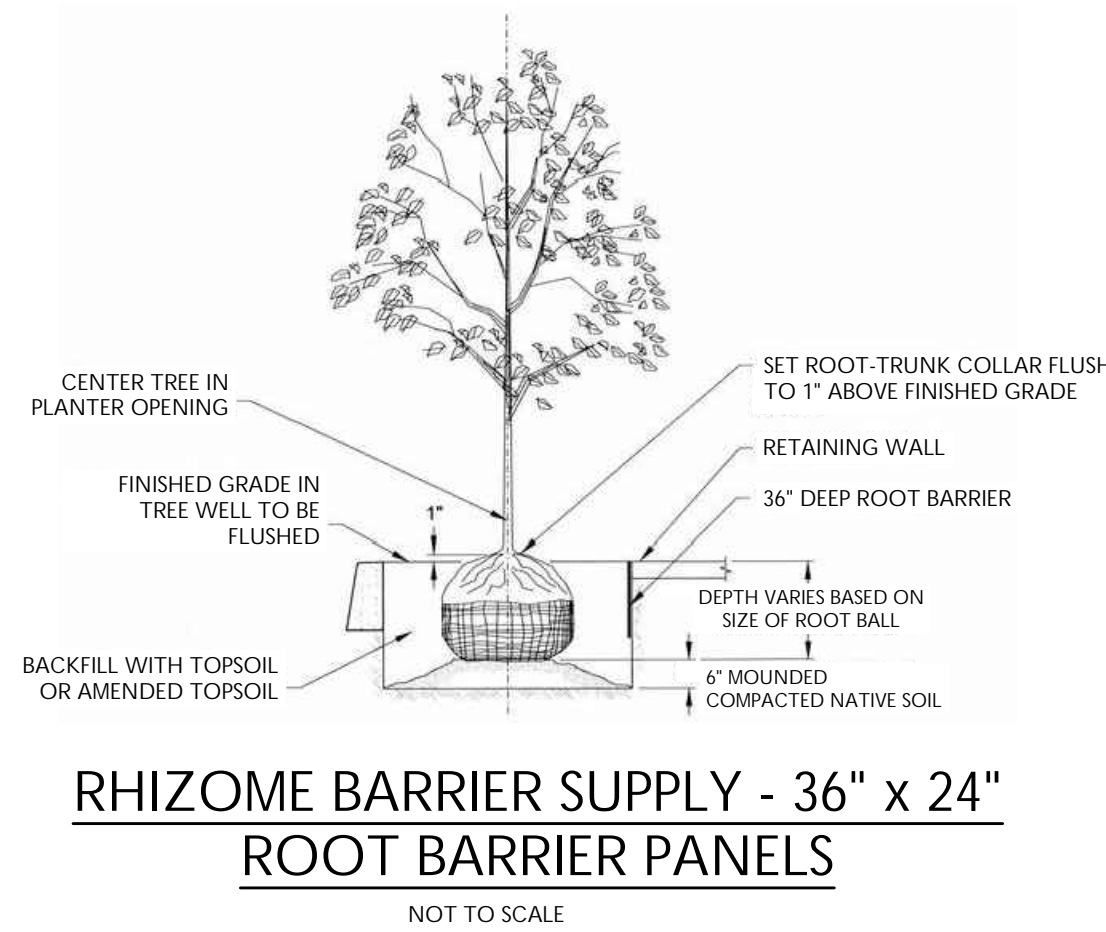 CENTER TREE IN
PLANTER OPENING
FINISHED GRADE IN
TREE WELL TO BE
FLUSHED
1"
BACKFILL WITH TOPSOIL
OR AMENDED TOPSOIL
SET ROOT-TRUNK COLLAR FLUSH
TO 1" ABOVE FINISHED GRADE
RETAINING WALL
36" DEEP ROOT BARRIER
DEPTH VARIES BASED ON
SIZE OF ROOT BALL
6" MOUNDED
COMPACTED NATIVE SOIL
RHIZOME BARRIER SUPPLY - 36" x 24"
ROOT BARRIER PANELS
NOT TO SCALE